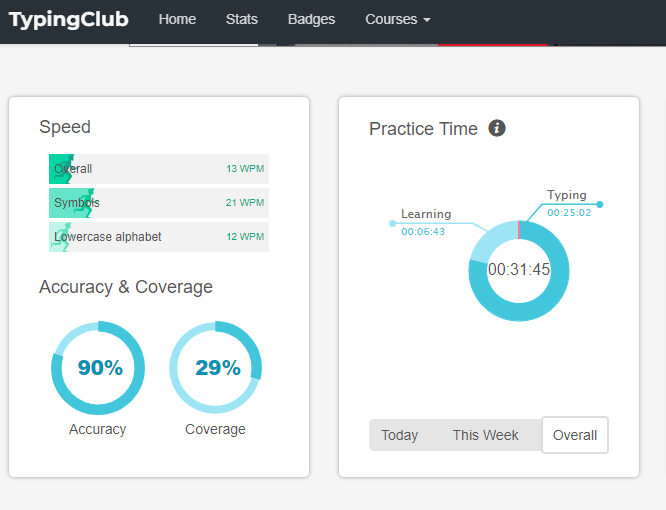 TypingClub Home Stats Badges Courses
Speed
Overall 13 WPM
Symbols 21 WPM
Lowercase alphabet 12 WPM
Accuracy & Coverage
90%
29%
Accuracy
Coverage
Practice Time i
Typing
00:25:02
Learning
00:06:43
00:31:45
Today This Week Overall